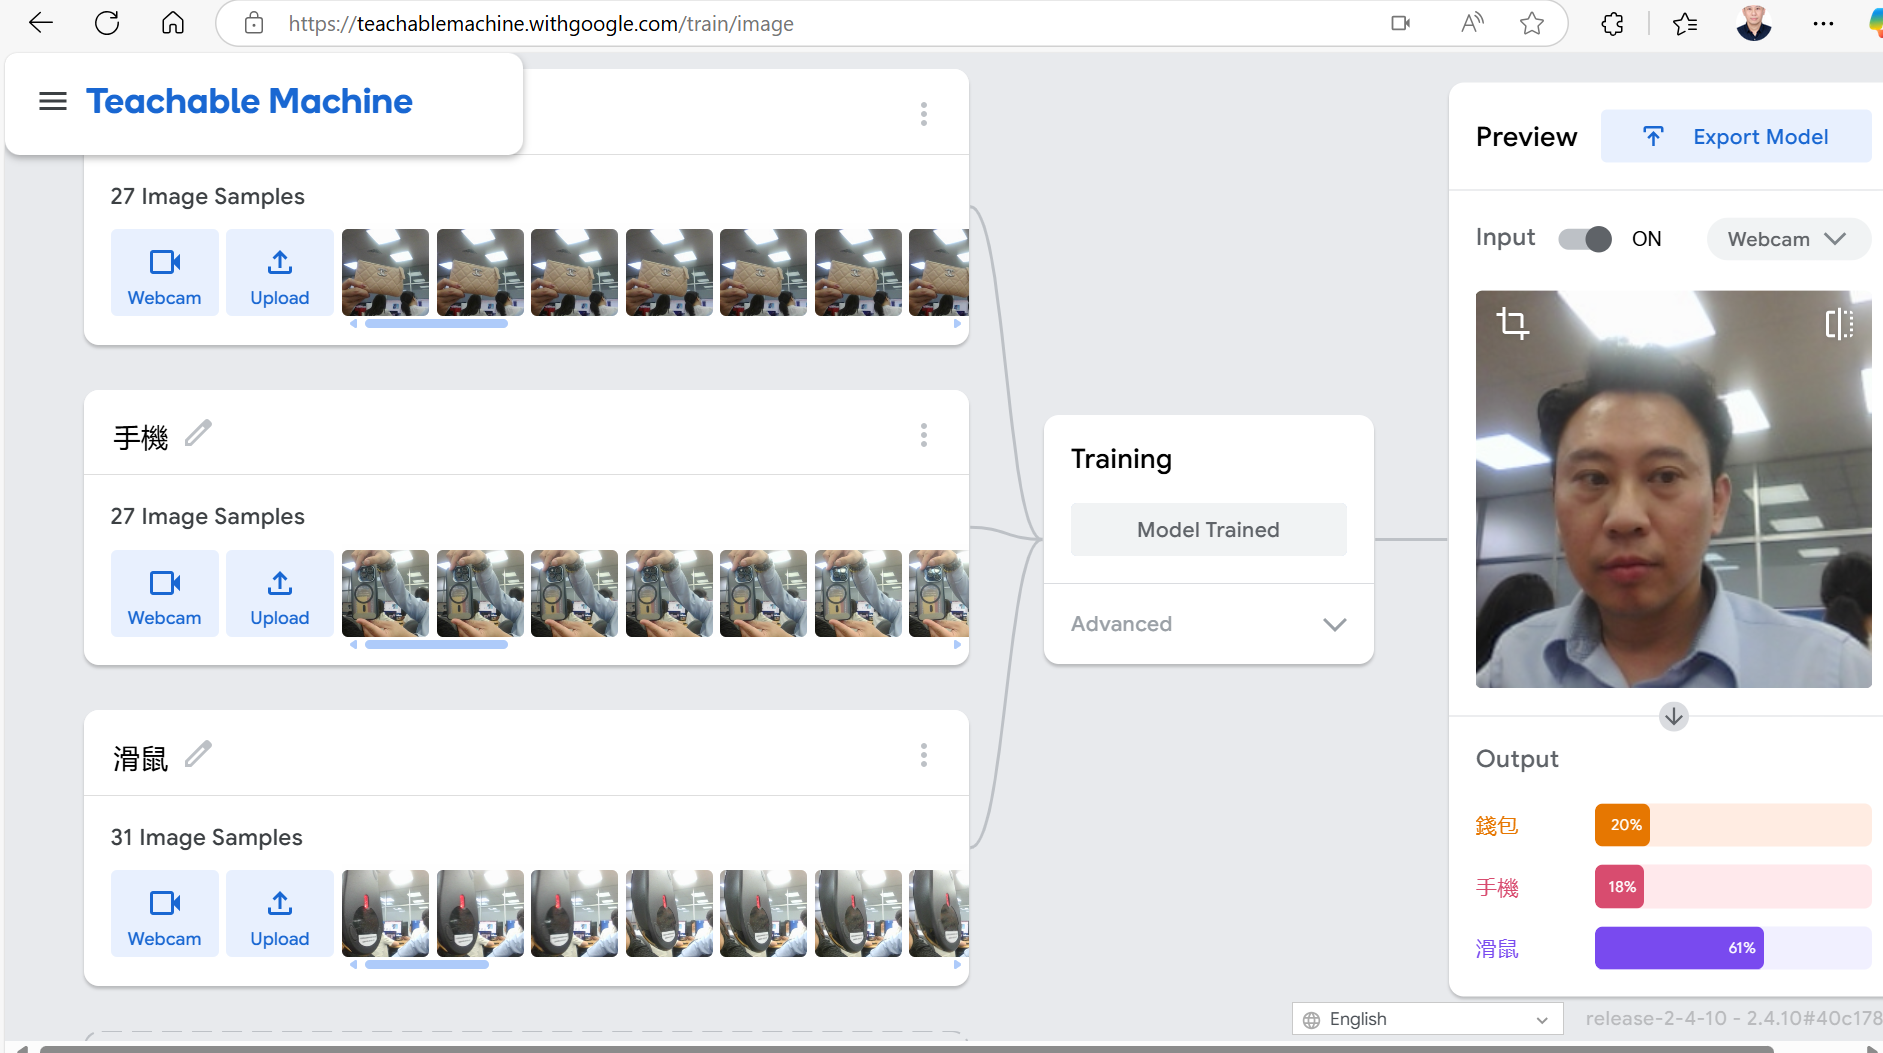 https://teachablemachine.withgoogle.com/train/image
Teachable Machine
27 Image Samples
Webcam
Upload
手機
27 Image Samples
Webcam
Upload
滑鼠
31 Image Samples
Webcam
Upload
Training
Model Trained
Advanced
Preview
Export Model
Input
ON
Webcam
Output
錢包
20%
手機
18%
滑鼠
61%
English
release-2-4-10 - 2.4.10#40c178